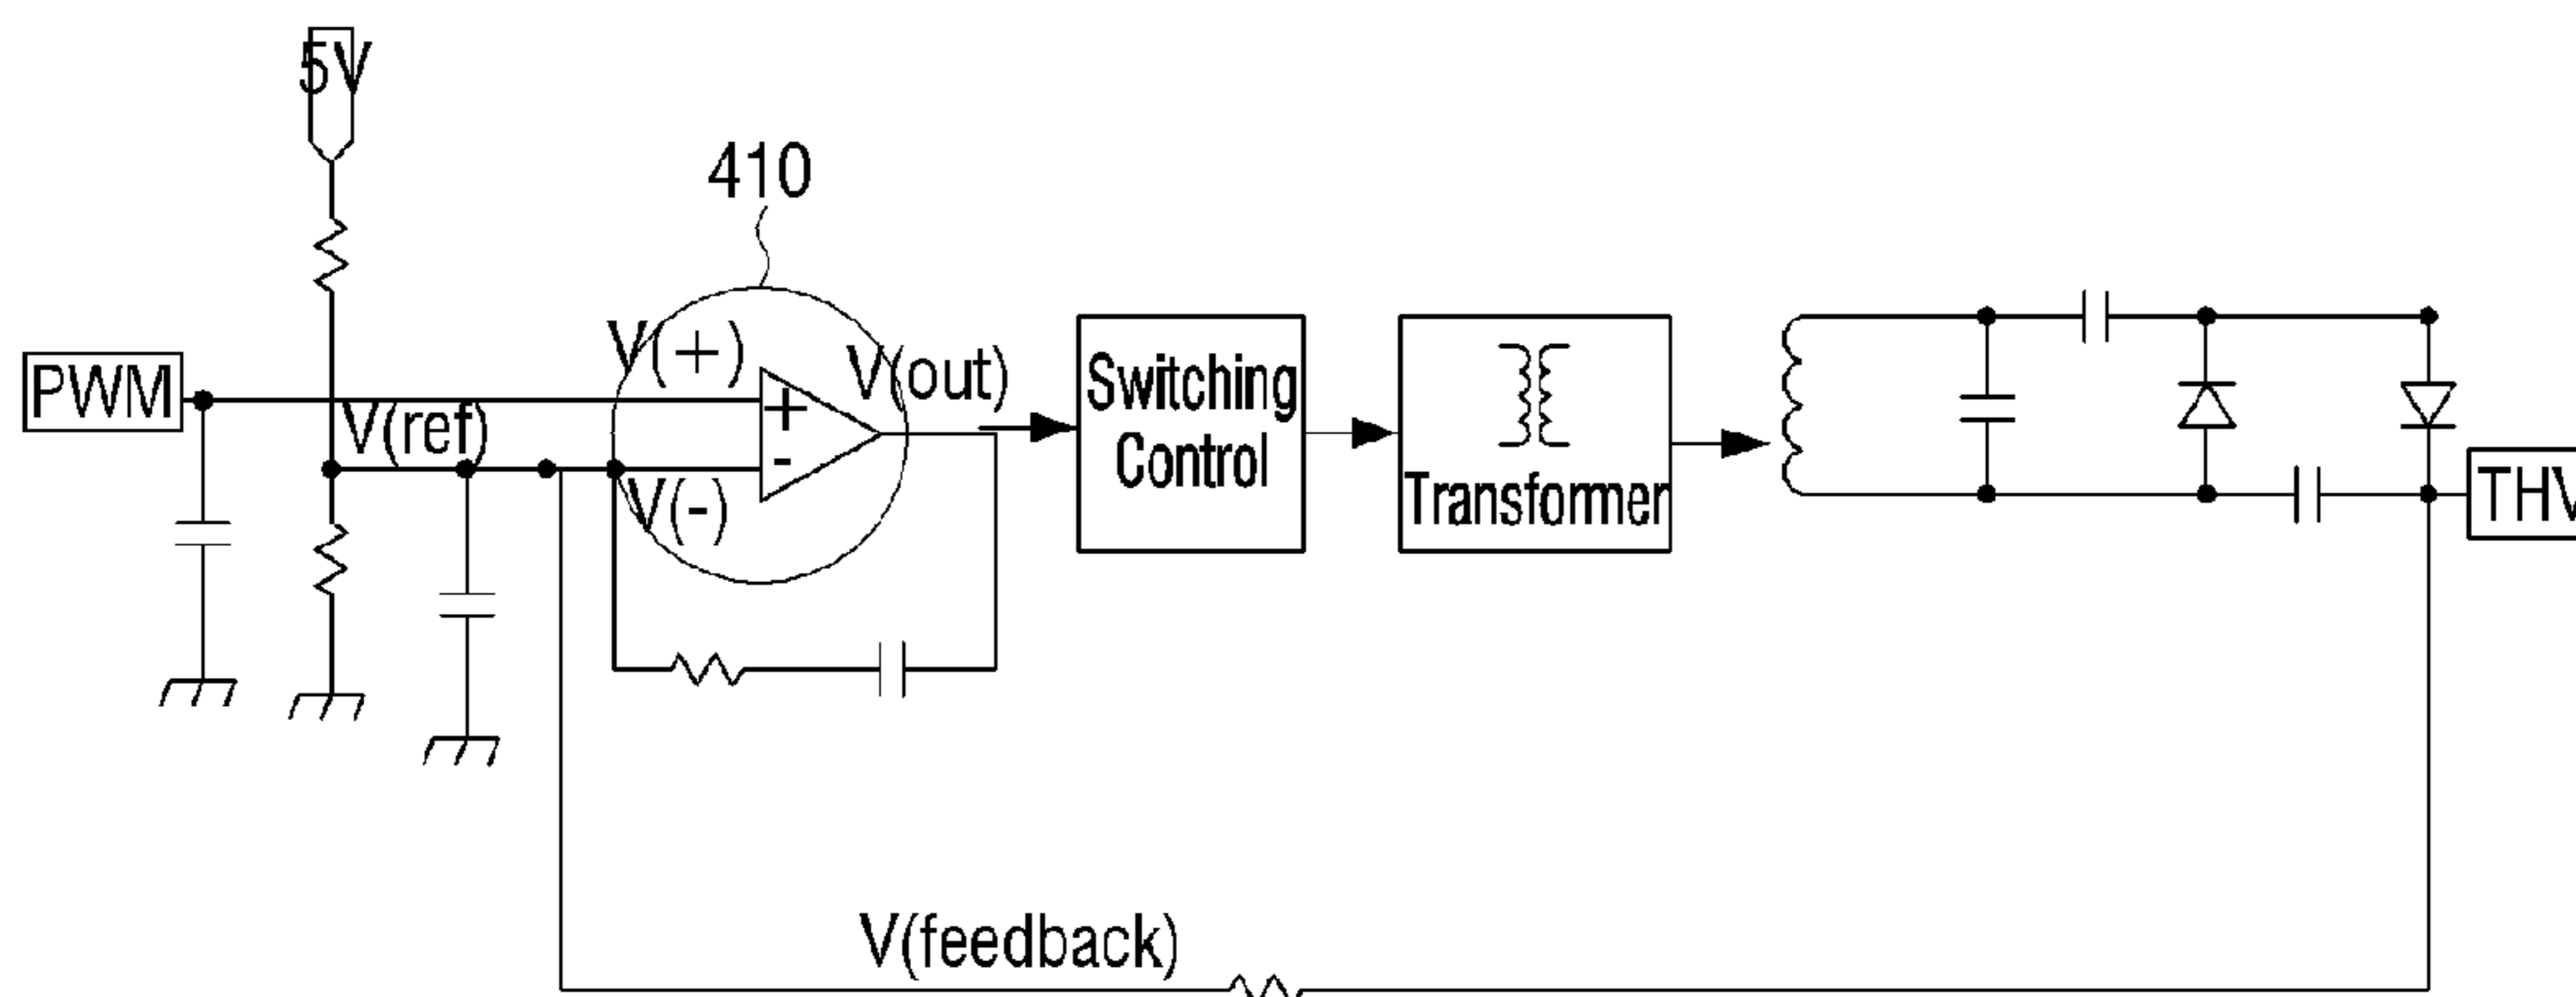 5V
410
V(+)
V(out)
PWM
+
V(ref)
-
V(-)
Switching
Control
Transformer
THV
V(feedback)